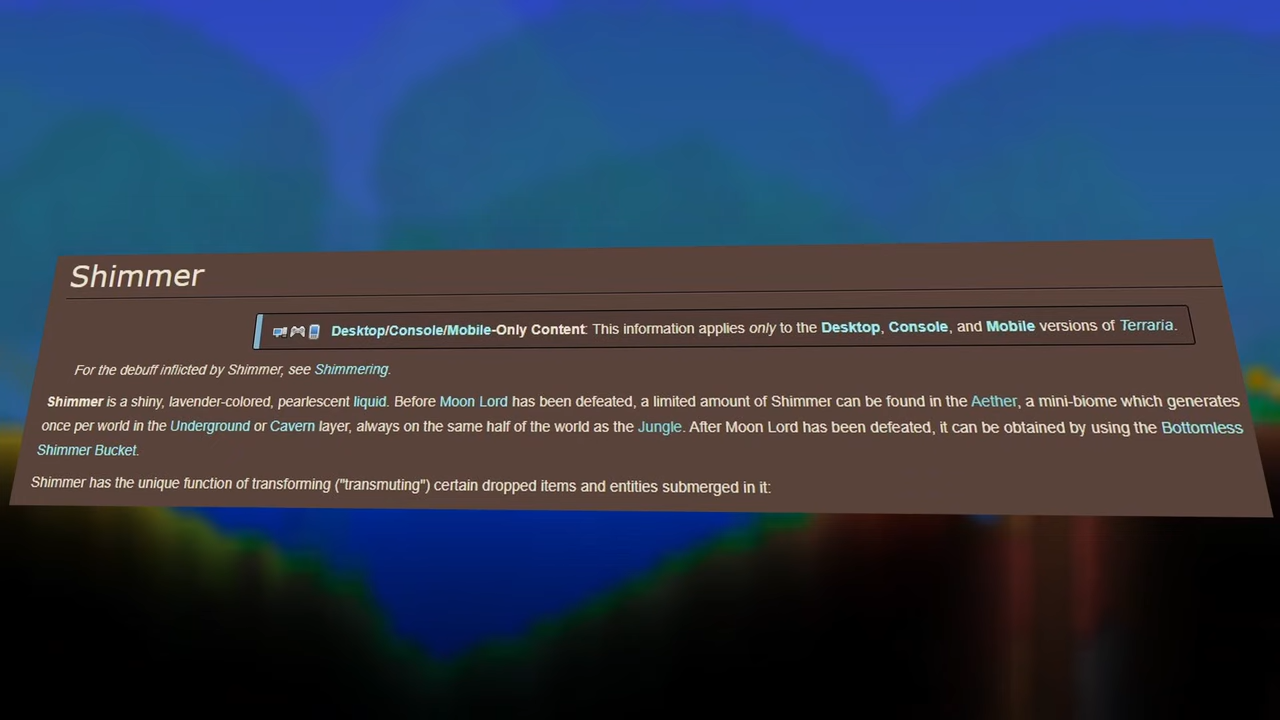 Shimmer
Desktop/Console/Mobile-Only Content: This information applies only to the Desktop, Console, and Mobile versions of Terraria.
For the debuff inflicted by Shimmer, see Shimmering.
Shimmer is a shiny, lavender-colored, pearlescent liquid. Before Moon Lord has been defeated, a limited amount of Shimmer can be found in the Aether, a mini-biome which generates
once per world in the Underground or Cavern layer, always on the same half of the world as the Jungle. After Moon Lord has been defeated, it can be obtained by using the Bottomless
Shimmer Bucket.
Shimmer has the unique function of transforming ("transmuting") certain dropped items and entities submerged in it: